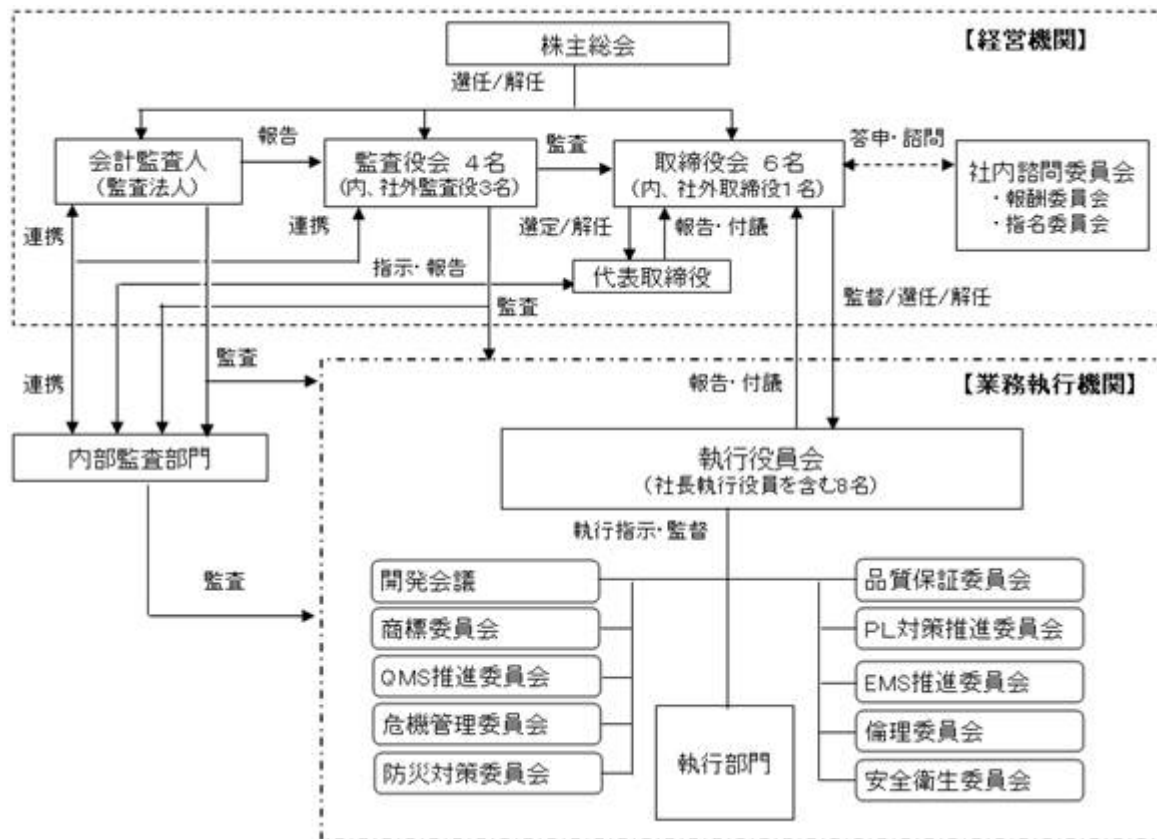 株主総会
【経営機関】
選任/解任
会計監査人
(監査法人)
報告
監査役会 4名
(内、社外監査役3名)
監査
取締役会 6名
(内、社外取締役1名)
答申・諮問
社内諮問委員会
・報酬委員会
・指名委員会
連携
連携
選定/解任
報告・付議
指示・報告
代表取締役
監査
監督/選任/解任
連携
監査
報告・付議
【業務執行機関】
内部監査部門
執行役員会
(社長執行役員を含む8名)
執行指示・監督
監査
開発会議
商標委員会
QMS推進委員会
危機管理委員会
防災対策委員会
執行部門
品質保証委員会
PL対策推進委員会
EMS推進委員会
倫理委員会
安全衛生委員会